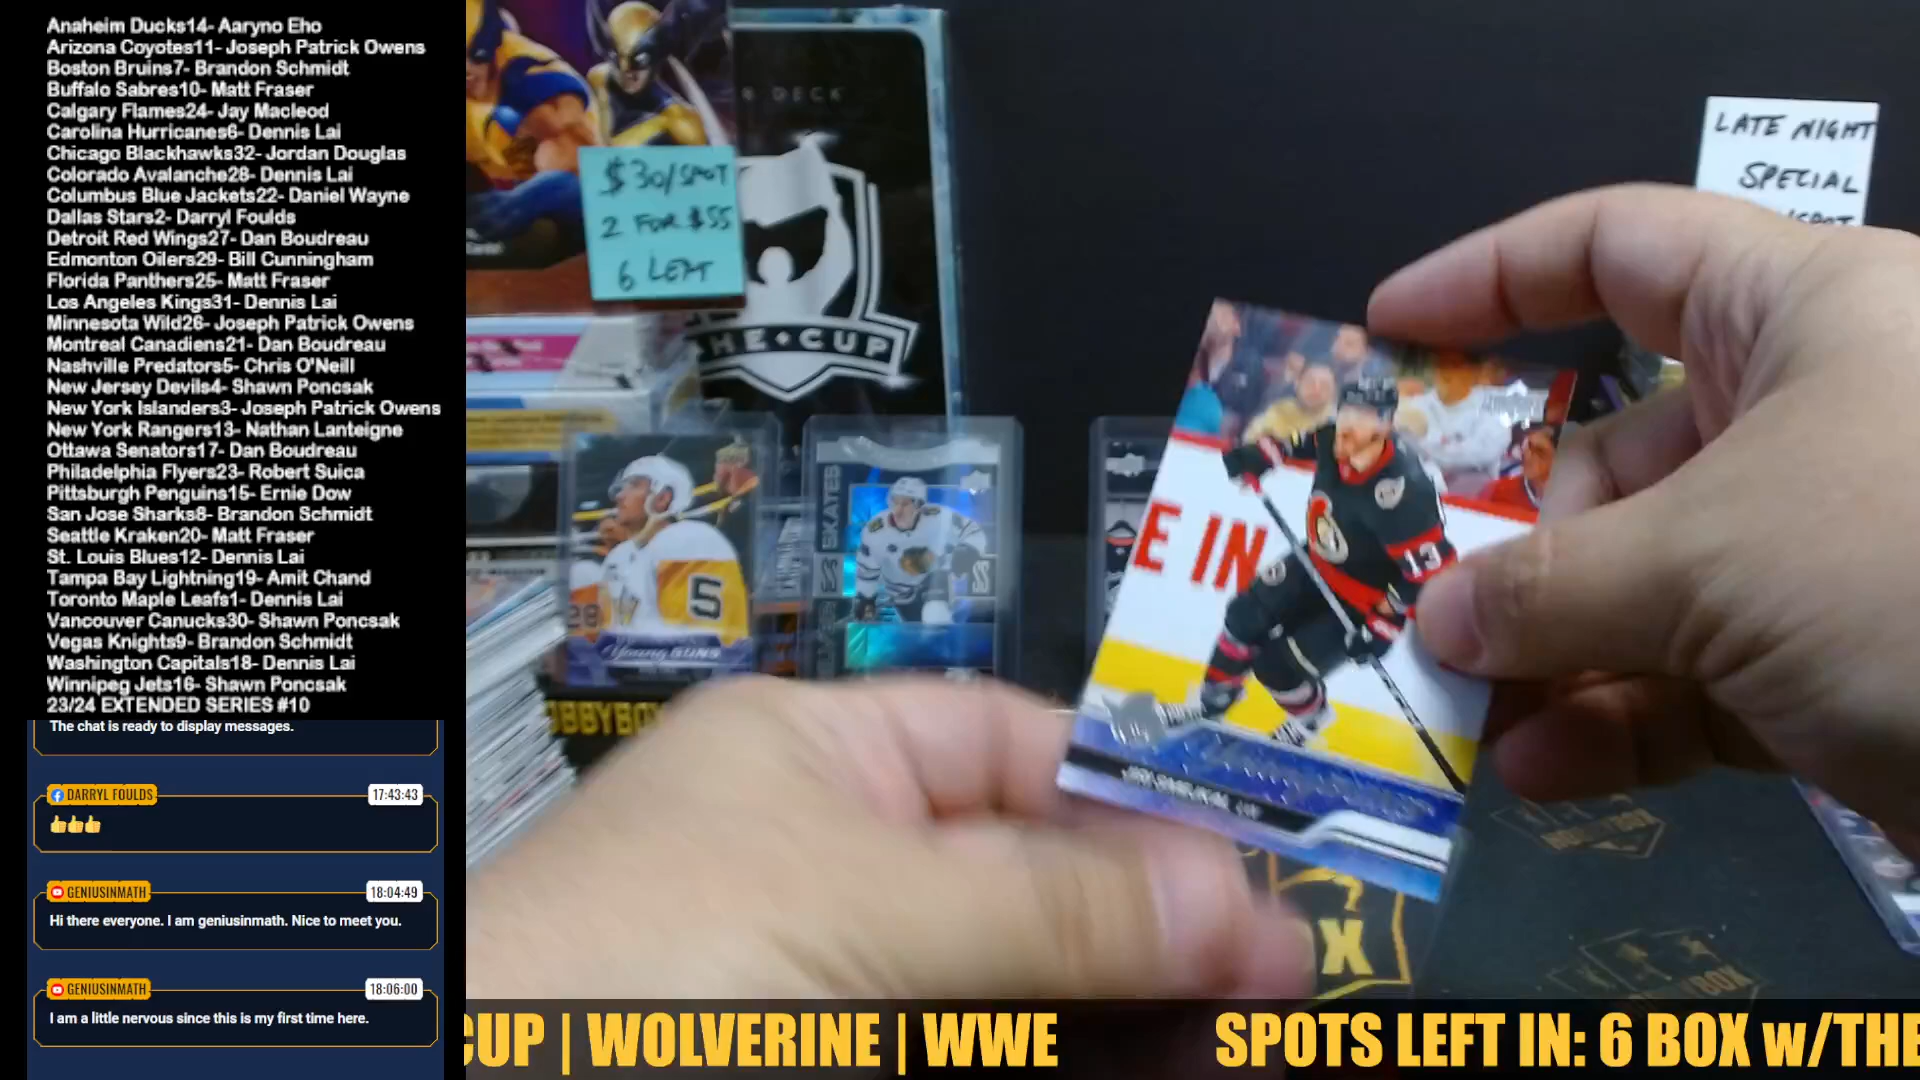 Anaheim Ducks14- Aaryno Eho
Arizona Coyotes11- Joseph Patrick Owens
Boston Bruins7- Brandon Schmidt
Buffalo Sabres10- Matt Fraser
Calgary Flames24- Jay Macleod
Carolina Hurricanes6- Dennis Lai
Chicago Blackhawks32- Jordan Douglas
Colorado Avalanche28- Dennis Lai
Columbus Blue Jackets22- Daniel Wayne
Dallas Stars2- Darryl Foulds
Detroit Red Wings27- Dan Boudreau
Edmonton Oilers29- Bill Cunningham
Florida Panthers25- Matt Fraser
Los Angeles Kings31- Dennis Lai
Minnesota Wild26- Joseph Patrick Owens
Montreal Canadiens21- Dan Boudreau
Nashville Predators5- Chris O'Neill
New Jersey Devils4- Shawn Poncsak
New York Islanders3- Joseph Patrick Owens
New York Rangers13- Nathan Lanteigne
Ottawa Senators17- Dan Boudreau
Philadelphia Flyers23- Robert Suica
Pittsburgh Penguins15- Ernie Dow
San Jose Sharks8- Brandon Schmidt
Seattle Kraken20- Matt Fraser
St. Louis Blues12- Dennis Lai
Tampa Bay Lightning19- Amit Chand
Toronto Maple Leafs1- Dennis Lai
Vancouver Canucks30- Shawn Poncsak
Vegas Knights9- Brandon Schmidt
Washington Capitals18- Dennis Lai
Winnipeg Jets16- Shawn Poncsak
23/24 EXTENDED SERIES #10
The chat is ready to display messages.
DARRYL FOULDS 17:43:43
👍👍👍
GENIUSINMATH 18:04:49
Hi there everyone. I am geniusinmath. Nice to meet you.
GENIUSINMATH 18:06:00
I am a little nervous since this is my first time here.
DECK
$30/SPOT
2 FOR $55
6 LEFT
THE CUP
LATE NIGHT
SPECIAL
SKATES
5
28
Young GUNS
E IN
13
CUP | WOLVERINE | WWE
SPOTS LEFT IN: 6 BOX w/THE